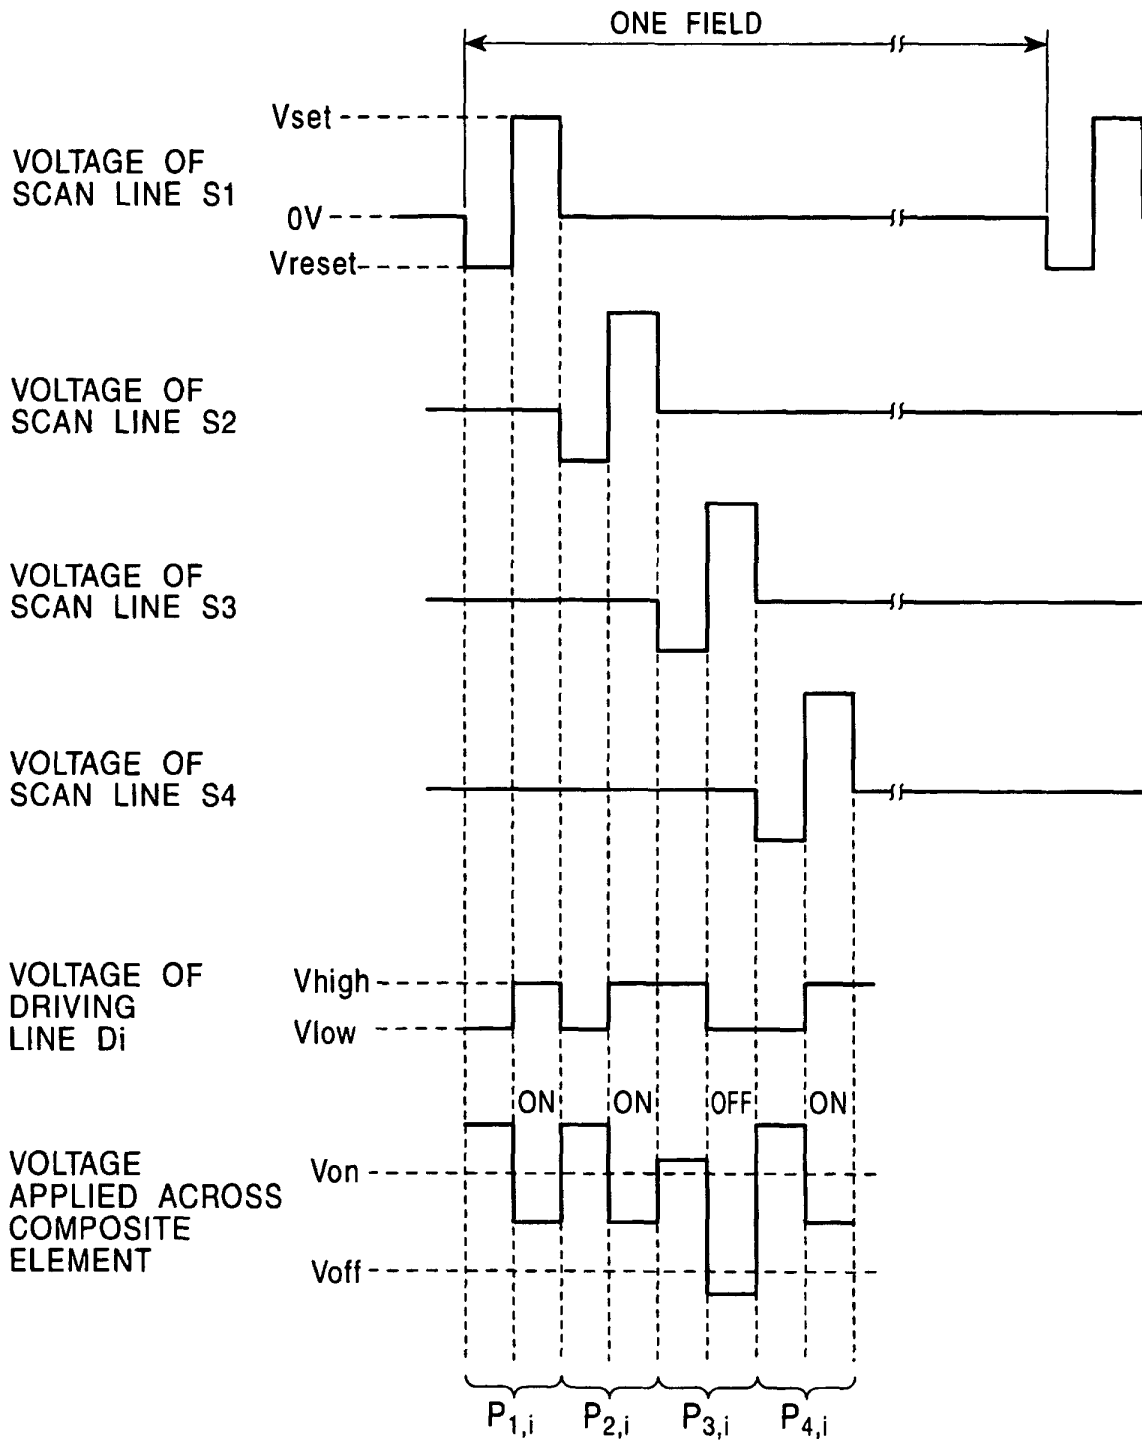 ONE FIELD
Vset
VOLTAGE OF
SCAN LINE S1
0V
Vreset
VOLTAGE OF
SCAN LINE S2
VOLTAGE OF
SCAN LINE S3
VOLTAGE OF
SCAN LINE S4
VOLTAGE OF
DRIVING
LINE Di
Vhigh
Vlow
ON ON OFF ON
VOLTAGE
APPLIED ACROSS
COMPOSITE
ELEMENT
Von
Voff
P1,i P2,i P3,i P4,i